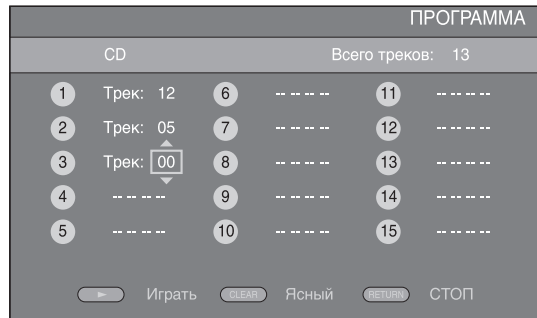 ПРОГРАММА
CD Всего треков: 13
1 Трек: 12 6 -- -- -- -- 11 -- -- -- --
2 Трек: 05 7 -- -- -- -- 12 -- -- -- --
3 Трек: 00 8 -- -- -- -- 13 -- -- -- --
4 -- -- -- -- 9 -- -- -- -- 14 -- -- -- --
5 -- -- -- -- 10 -- -- -- -- 15 -- -- -- --
Играть CLEAR Ясный RETURN СТОП